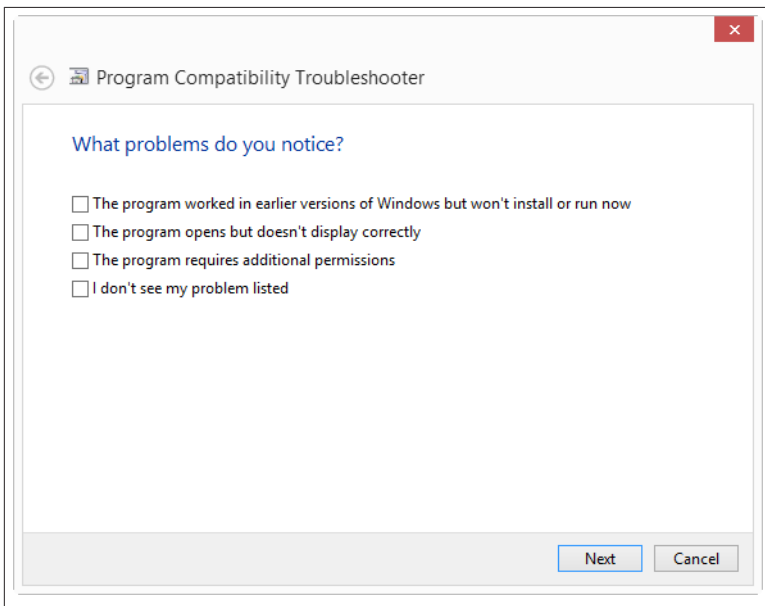 Program Compatibility Troubleshooter
What problems do you notice?
The program worked in earlier versions of Windows but won't install or run now
The program opens but doesn't display correctly
The program requires additional permissions
I don't see my problem listed
Next Cancel